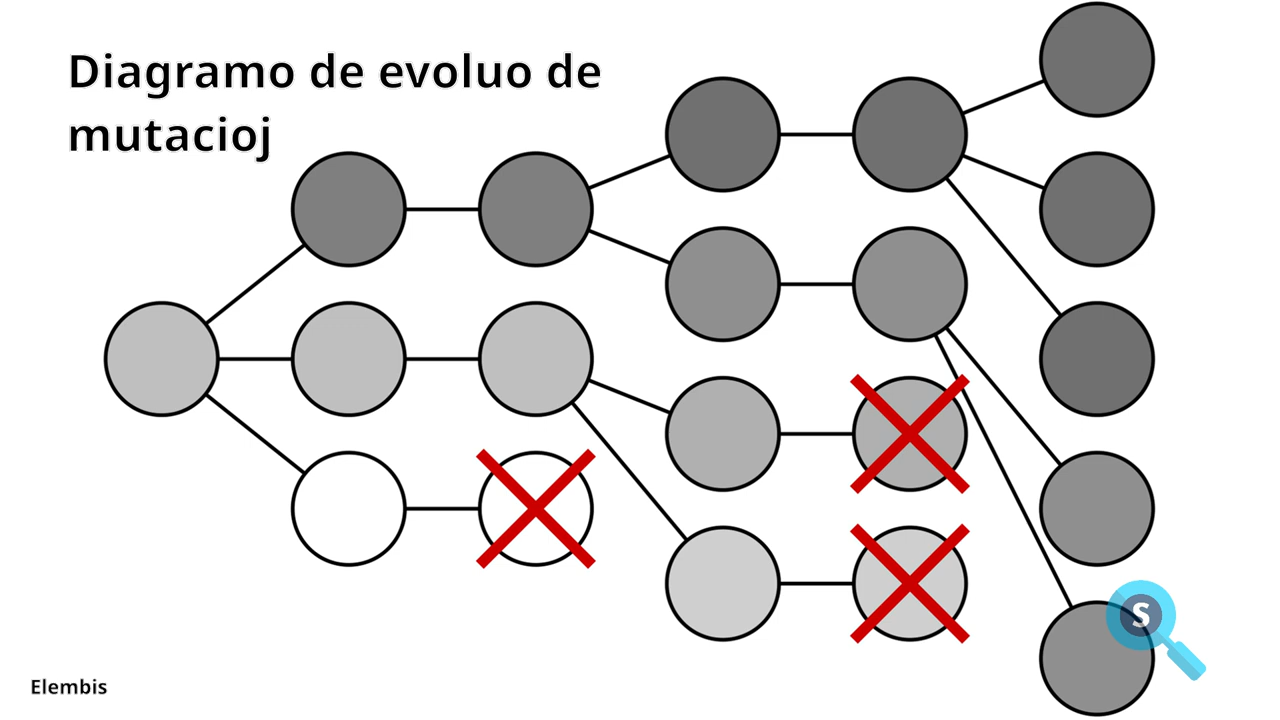 Diagramo de evoluo de
mutacioj
S
Elembis